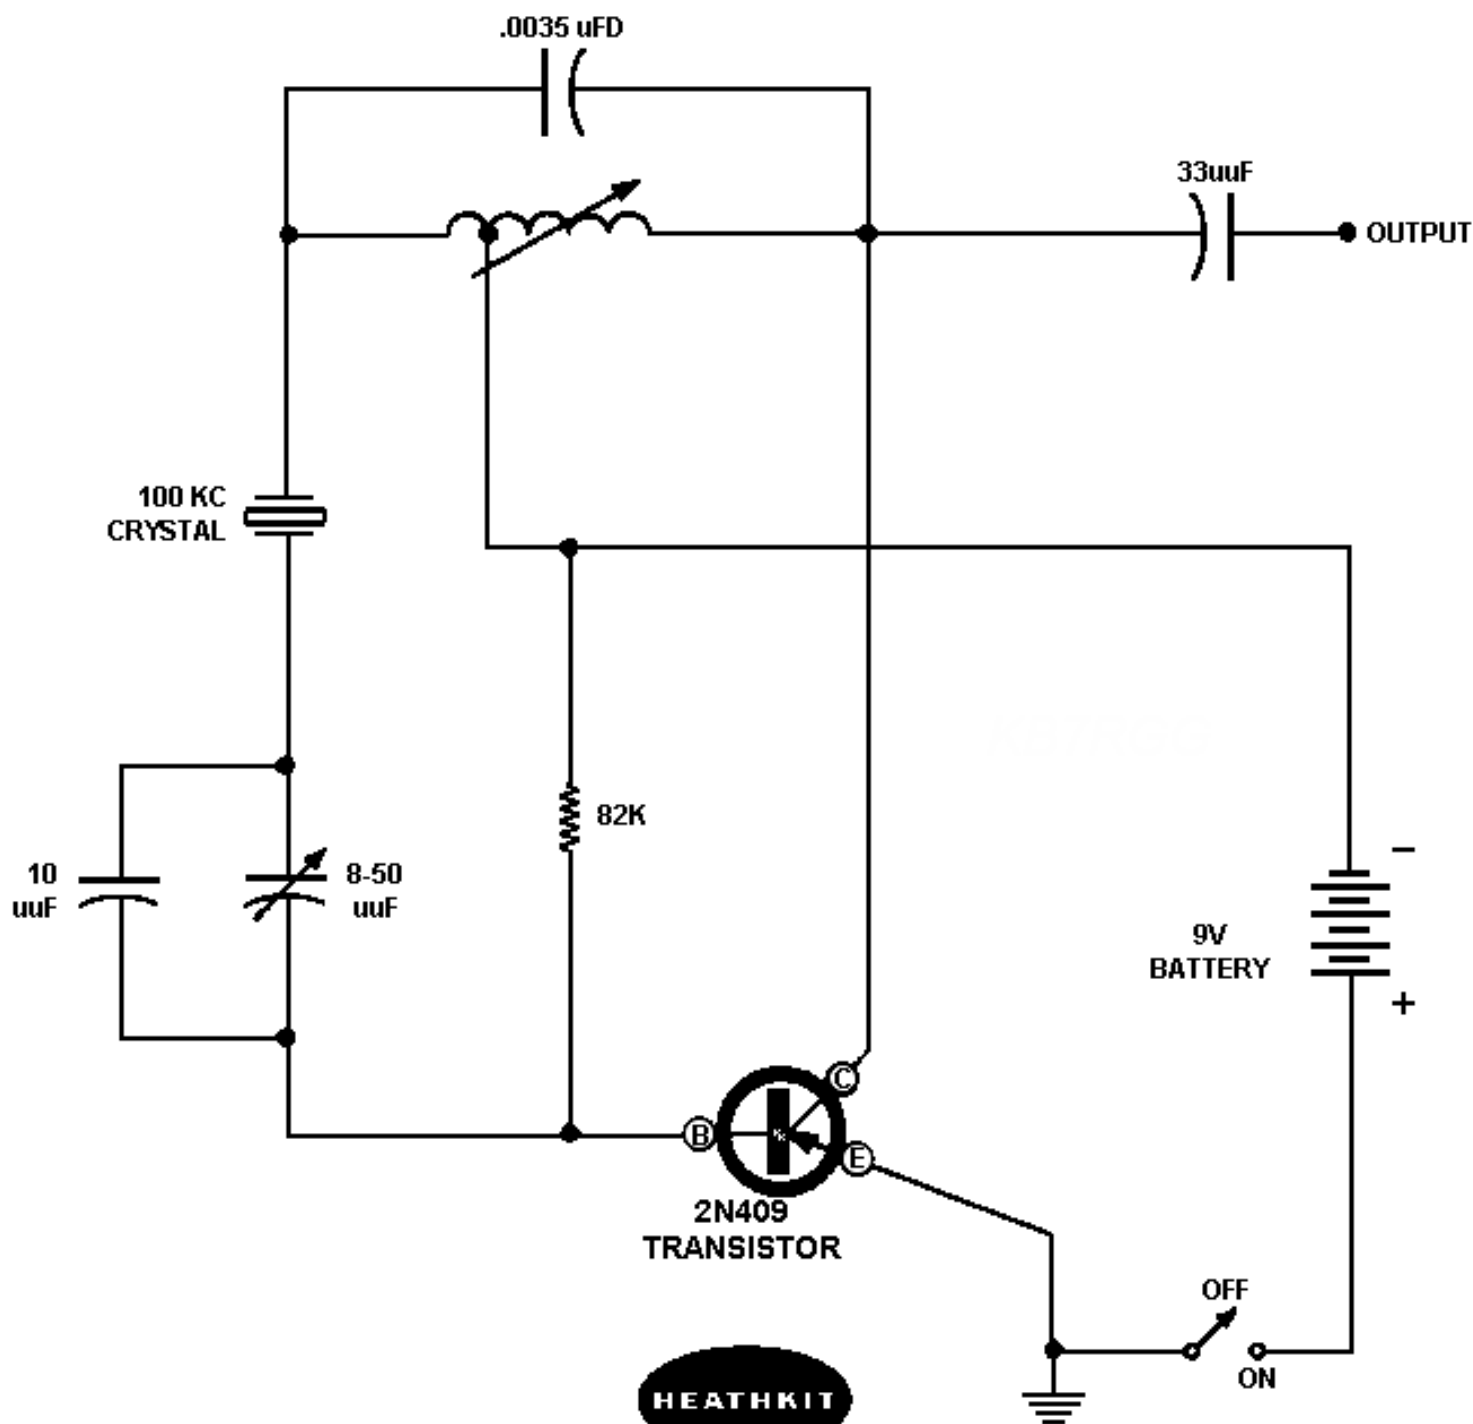 .0035 uFD
33uuF
OUTPUT
100 KC
CRYSTAL
82K
10
uuF
8-50
uuF
−
9V
BATTERY
+
C
B
E
2N409
TRANSISTOR
OFF
ON
HEATHKIT